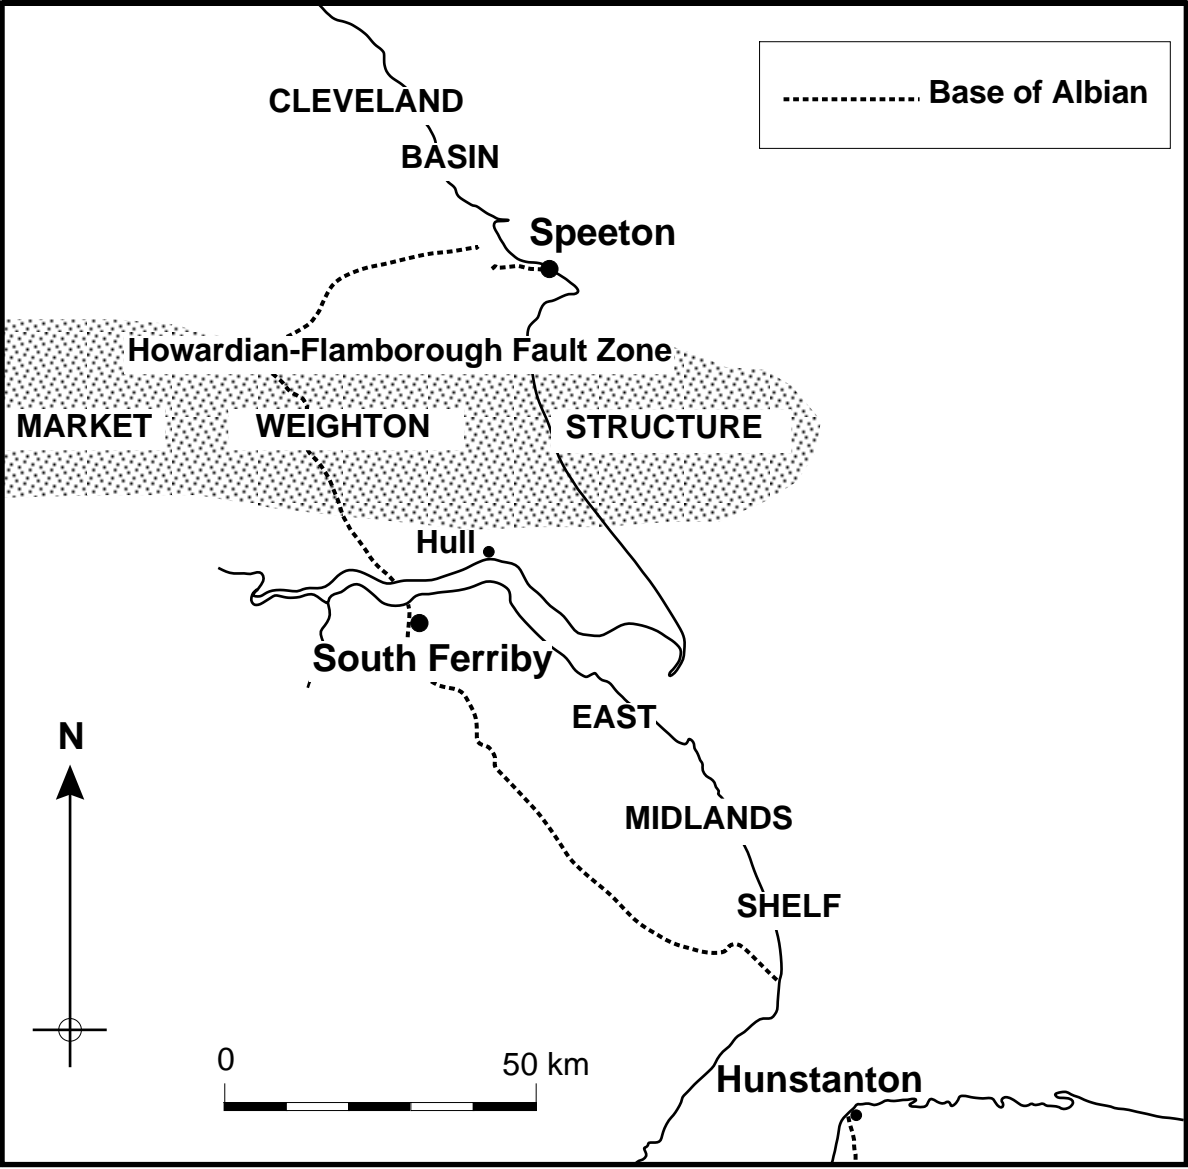 CLEVELAND
Base of Albian
BASIN
Speeton
Howardian-Flamborough Fault Zone
MARKET WEIGHTON STRUCTURE
Hull
South Ferriby
EAST
N
MIDLANDS
SHELF
0 50 km
Hunstanton